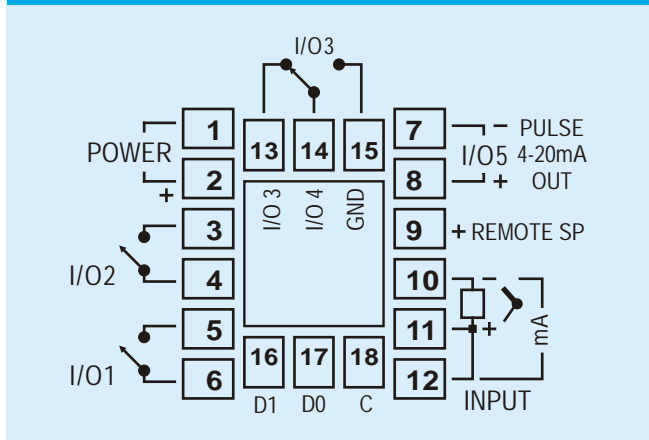 I/O3
1
13
14
15
7
- PULSE
POWER
I/O5
4-20mA
+
2
8
+
OUT
I/O 3
I/O 4
GND
3
9
+ REMOTE SP
I/O2
4
10
-
5
11
+
mA
I/O1
6
16
17
18
12
INPUT
D1
D0
C